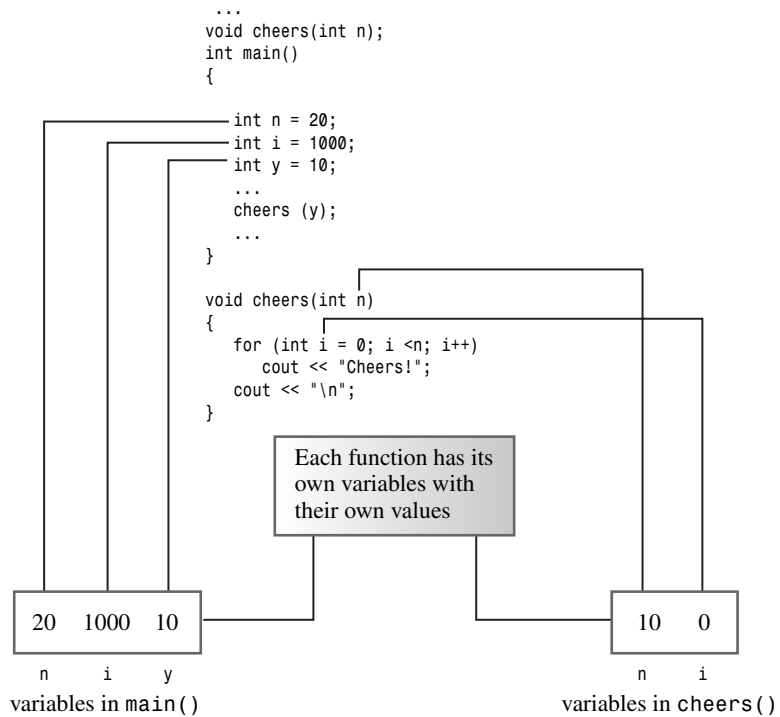 ...
void cheers(int n);
int main()
{
int n = 20;
int i = 1000;
int y = 10;
...
cheers (y);
...
}
void cheers(int n)
{
for (int i = 0; i <n; i++)
cout << "Cheers!";
cout << "\n";
}
Each function has its
own variables with
their own values
20 1000 10
n i y
variables in main()
10 0
n i
variables in cheers()